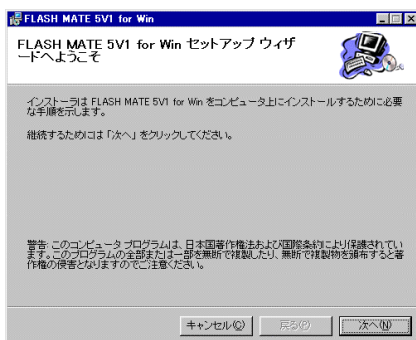 FLASH MATE 5V1 for Win
FLASH MATE 5V1 for Win セットアップ ウィザ
ードへようこそ
インストーラは FLASH MATE 5V1 for Win をコンピュータ上にインストールするために必要
な手順を示します。
継続するためには「次へ」をクリックしてください。
警告: このコンピュータ プログラムは、日本国著作権法および国際条約により保護されてい
ます。このプログラムの全部または一部を無断で複製したり、無断で複製物を頒布すると著
作権の侵害となりますのでご注意ください。
キャンセル(C) 戻る(P) 次へ(N)